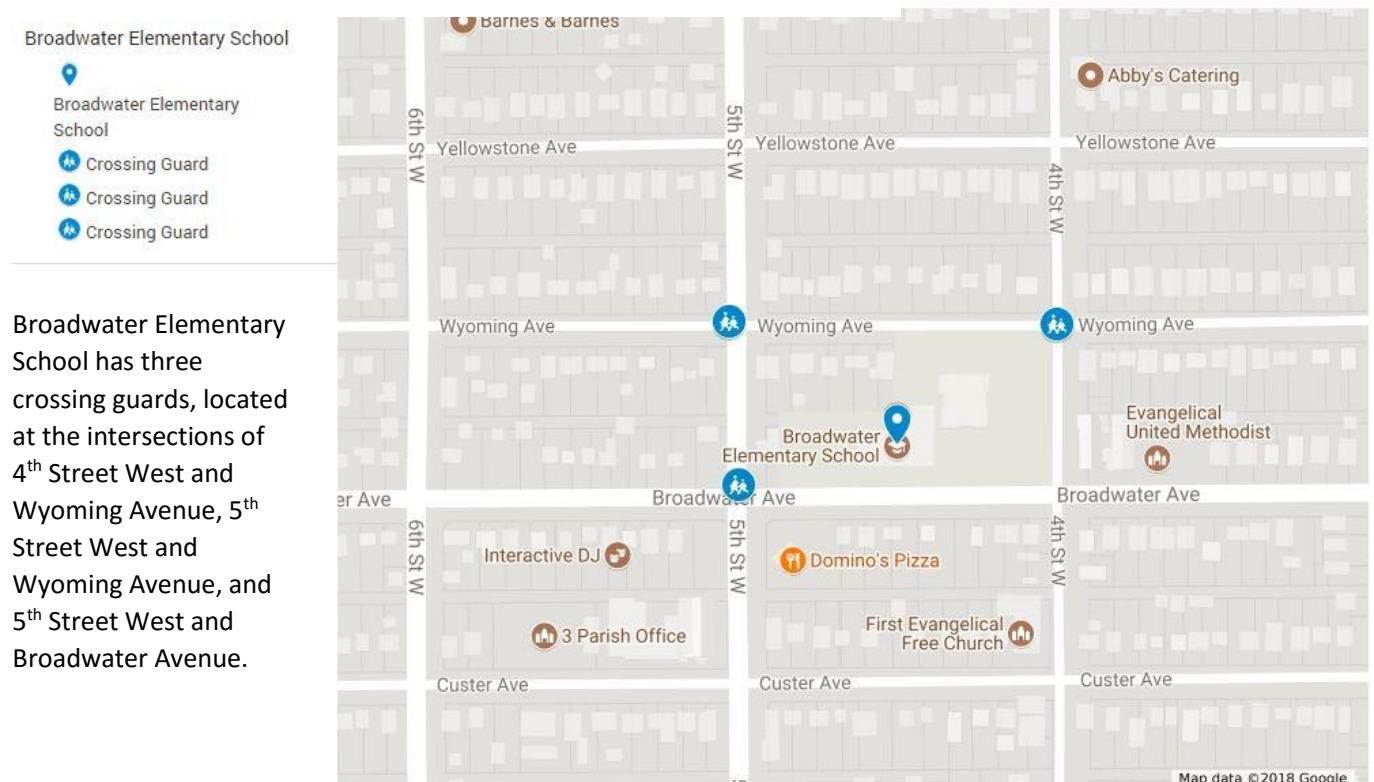 Broadwater Elementary School
Broadwater Elementary
School
Crossing Guard
Crossing Guard
Crossing Guard
Broadwater Elementary
School has three
crossing guards, located
at the intersections of
4th Street West and
Wyoming Avenue, 5th
Street West and
Wyoming Avenue, and
5th Street West and
Broadwater Avenue.
Barnes & Barnes
Abby's Catering
6th St W
5th St W
Yellowstone Ave
Yellowstone Ave
Yellowstone Ave
4th St W
Wyoming Ave
Wyoming Ave
Wyoming Ave
Broadwater
Elementary School
Evangelical
United Methodist
er Ave
Broadwater Ave
Broadwater Ave
6th St W
5th St W
4th St W
Interactive DJ
Domino's Pizza
3 Parish Office
First Evangelical
Free Church
Custer Ave
Custer Ave
Custer Ave
Map data ©2018 Google